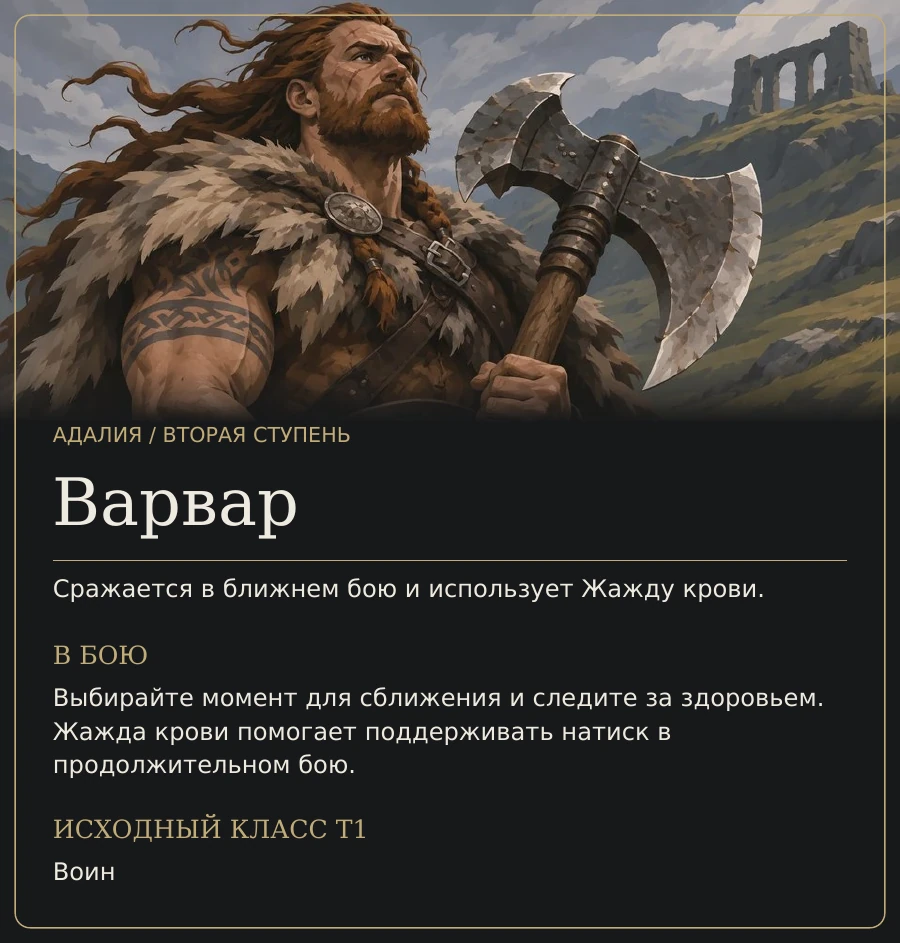 АДАЛИЯ / ВТОРАЯ СТУПЕНЬ
Варвар
Сражается в ближнем бою и использует Жажду крови.
В БОЮ
Выбирайте момент для сближения и следите за здоровьем.
Жажда крови помогает поддерживать натиск в
продолжительном бою.
ИСХОДНЫЙ КЛАСС T1
Воин